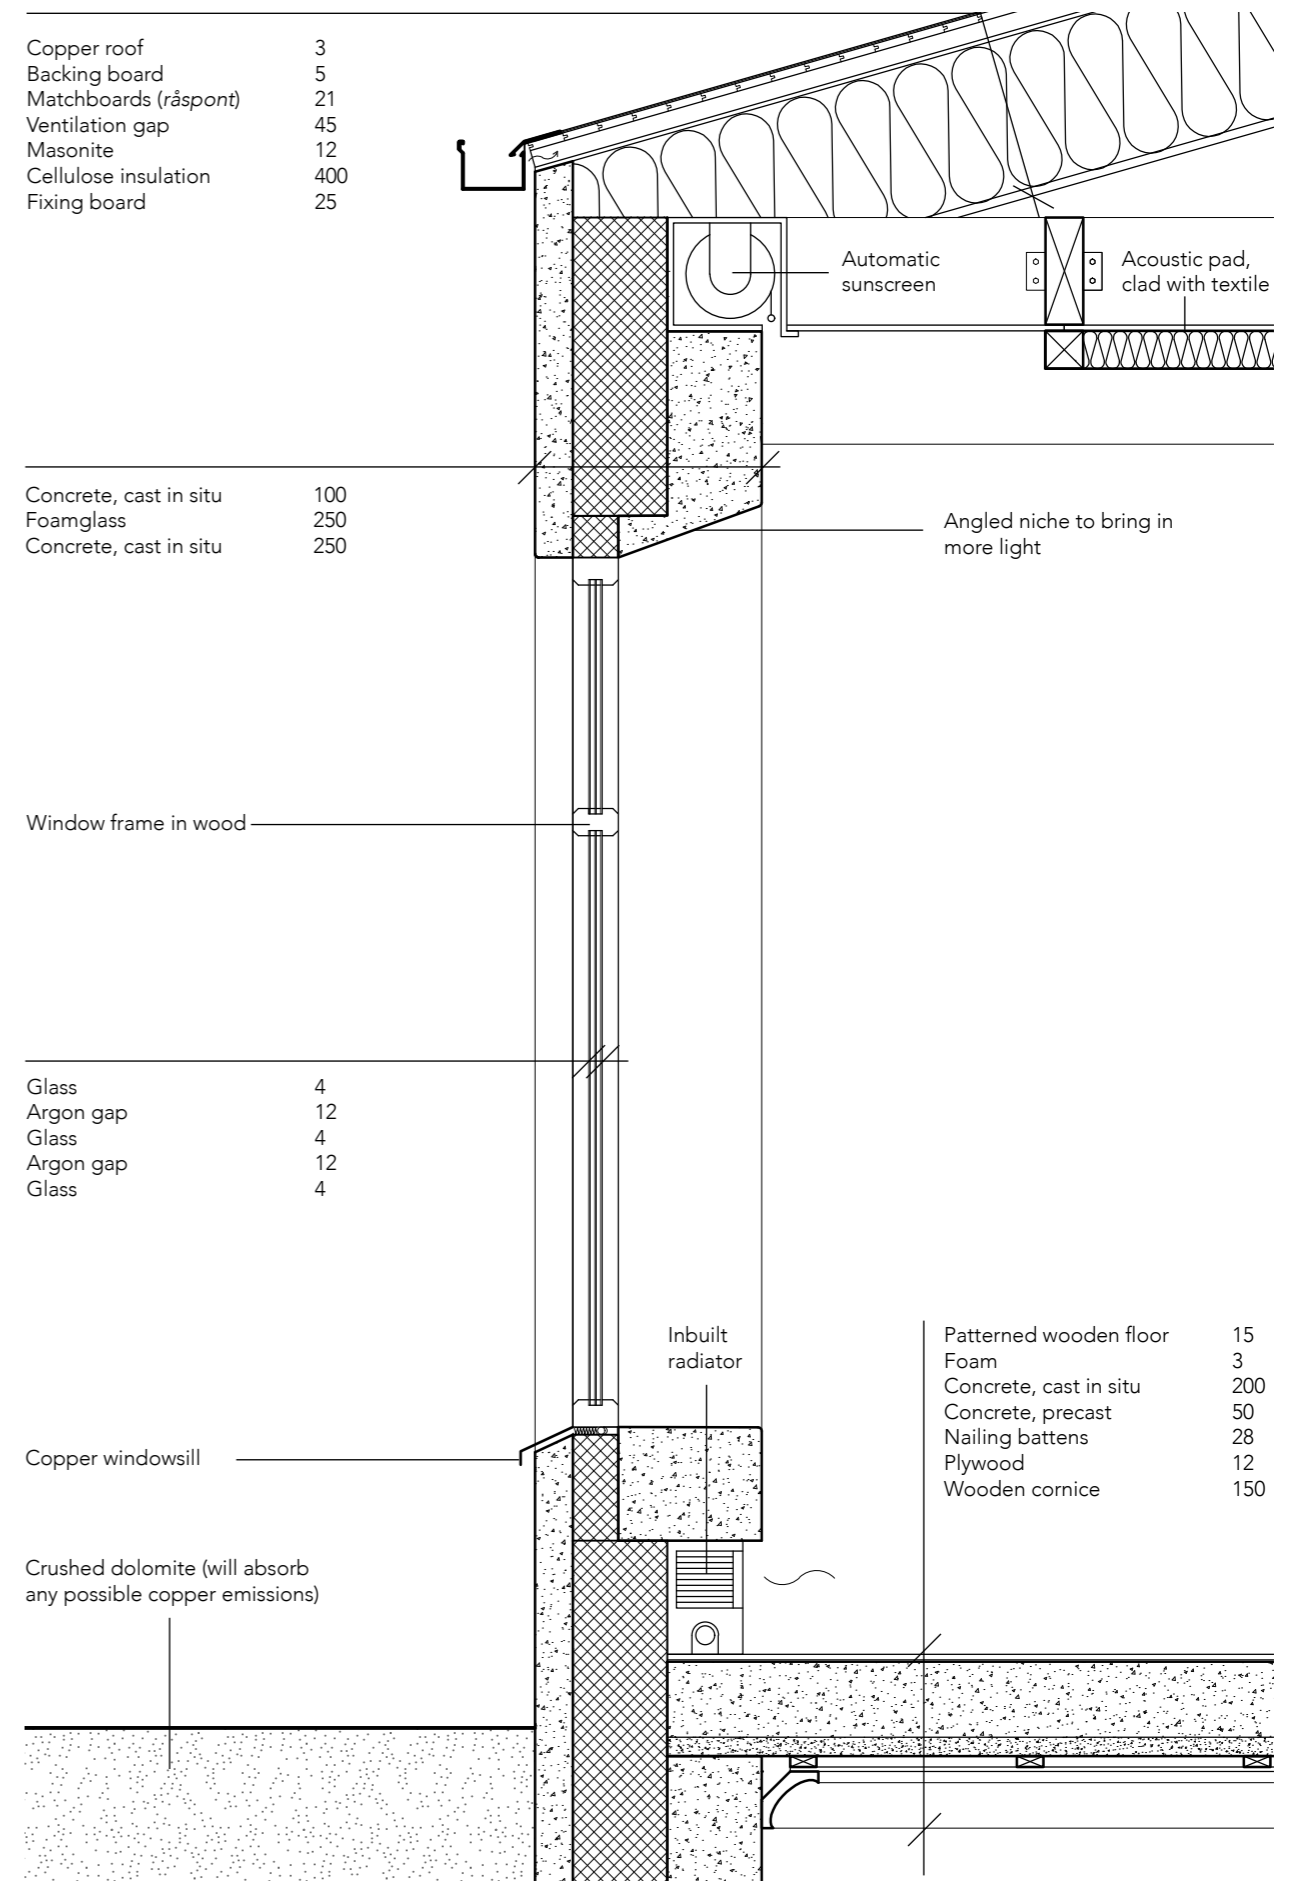 Copper roof 3
Backing board 5
Matchboards (råspont) 21
Ventilation gap 45
Masonite 12
Cellulose insulation 400
Fixing board 25
Automatic
sunscreen
Acoustic pad,
clad with textile
Concrete, cast in situ 100
Foamglass 250
Concrete, cast in situ 250
Angled niche to bring in
more light
Window frame in wood
Glass 4
Argon gap 12
Glass 4
Argon gap 12
Glass 4
Inbuilt
radiator
Patterned wooden floor 15
Foam 3
Concrete, cast in situ 200
Concrete, precast 50
Nailing battens 28
Plywood 12
Wooden cornice 150
Copper windowsill
Crushed dolomite (will absorb
any possible copper emissions)